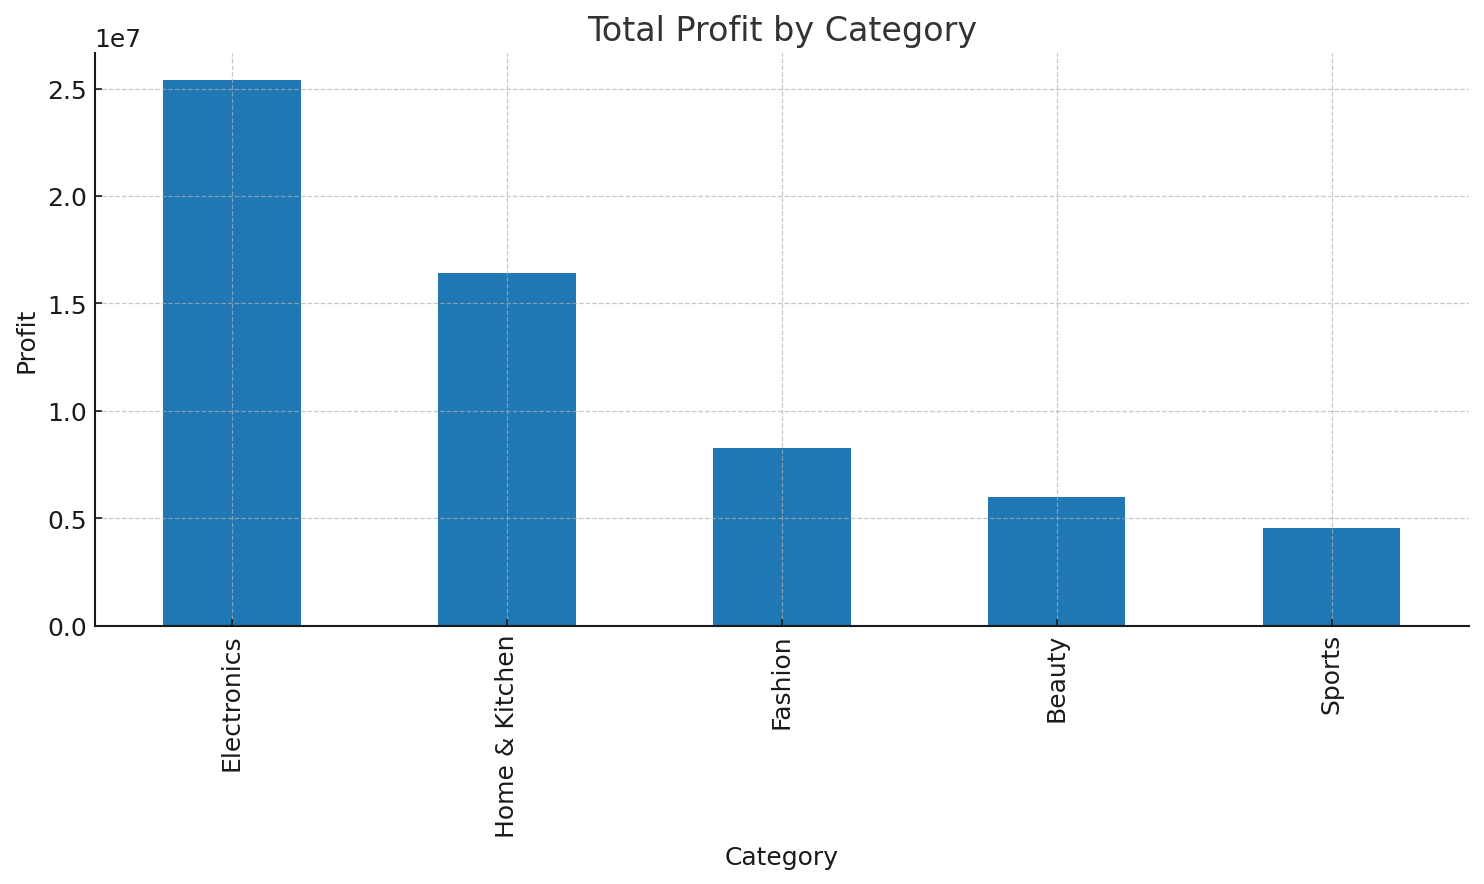 Total Profit by Category
1e7
2.5
2.0
1.5
1.0
0.5
0.0
Profit
Electronics
Home & Kitchen
Fashion
Beauty
Sports
Category